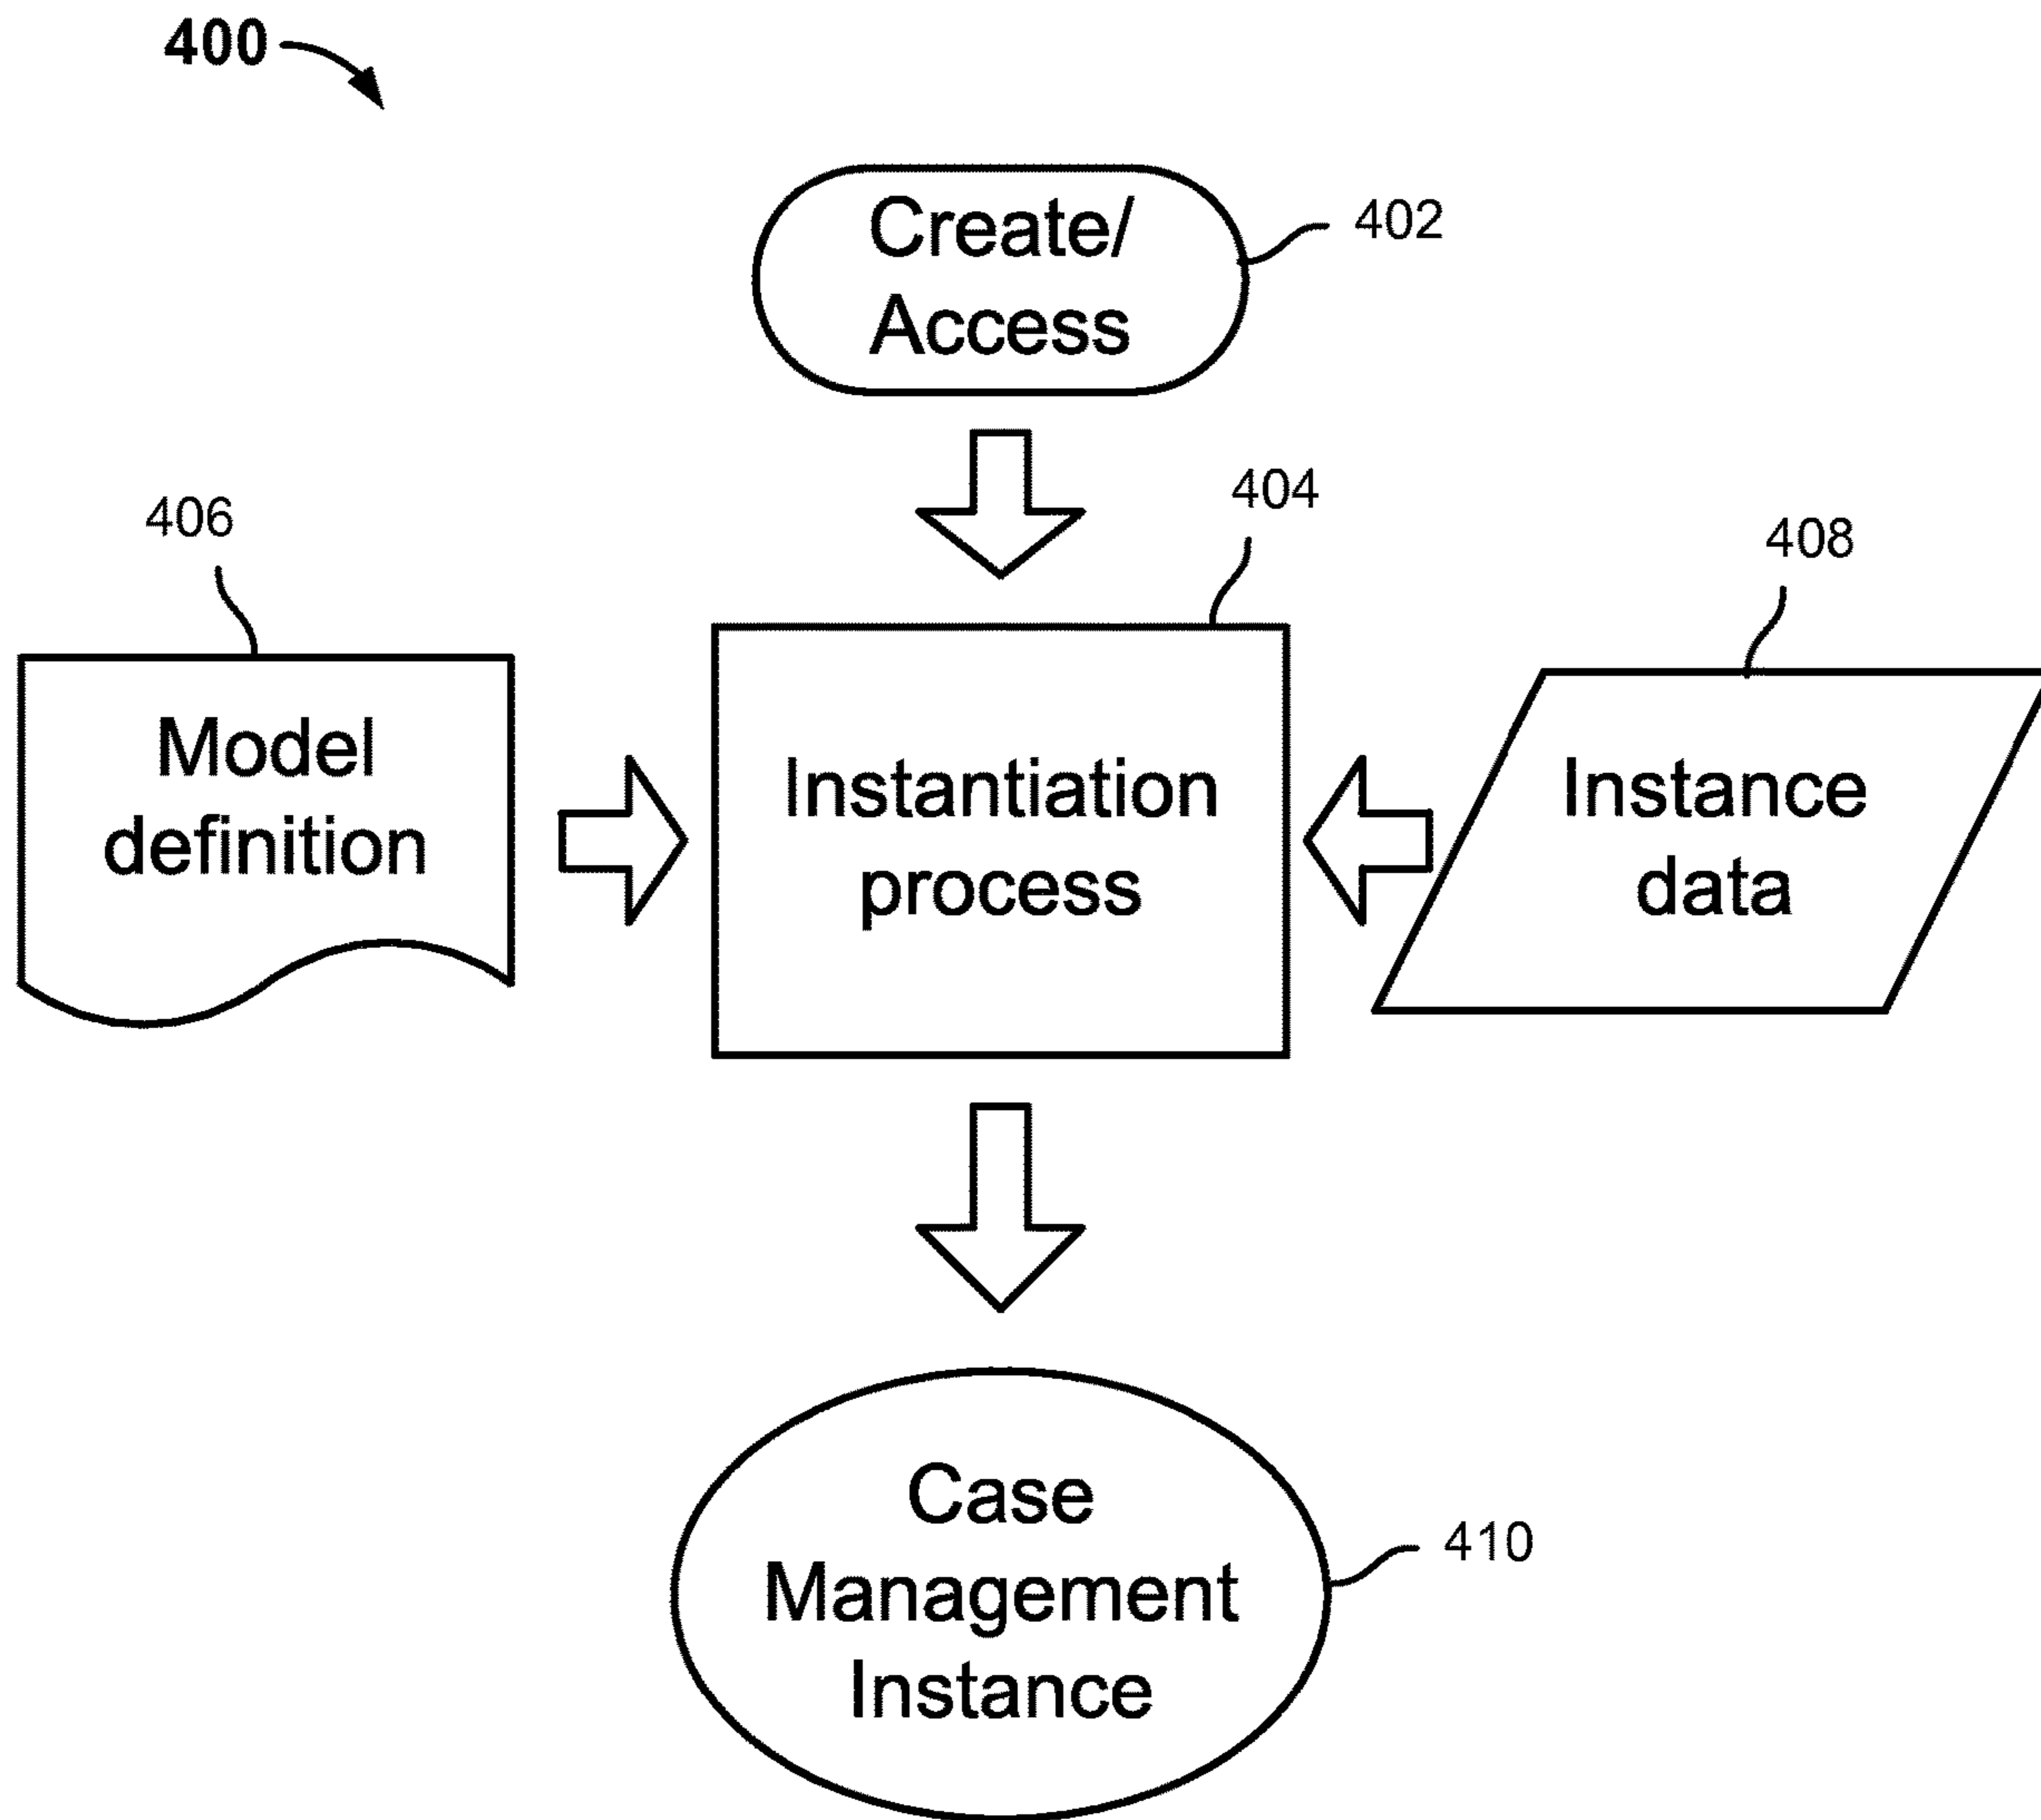 400
Create/
Access
402
404
406
408
Model
definition
Instantiation
process
Instance
data
Case
Management
Instance
410